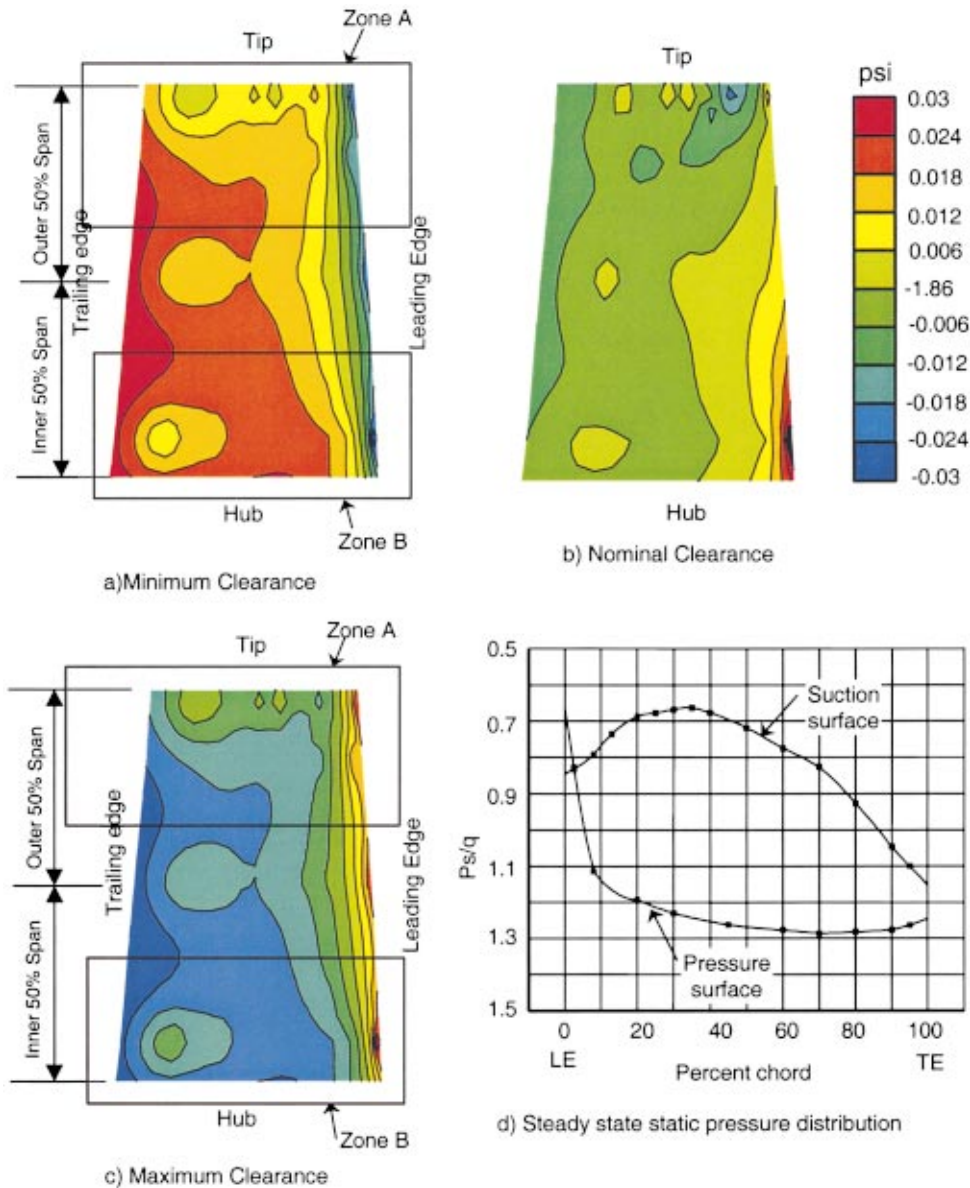 Zone A
Tip
Outer 50% Span
Inner 50% Span
Trailing edge
Leading Edge
Hub
Zone B
a)Minimum Clearance
Tip
Hub
b) Nominal Clearance
psi
0.03
0.024
0.018
0.012
0.006
-1.86
-0.006
-0.012
-0.018
-0.024
-0.03
Zone A
Tip
Outer 50% Span
Inner 50% Span
Trailing edge
Leading Edge
Hub
Zone B
c) Maximum Clearance
0.5
0.7
0.9
1.1
1.3
1.5
Ps/q
Suction
surface
Pressure
surface
0 20 40 60 80 100
LE Percent chord TE
d) Steady state static pressure distribution